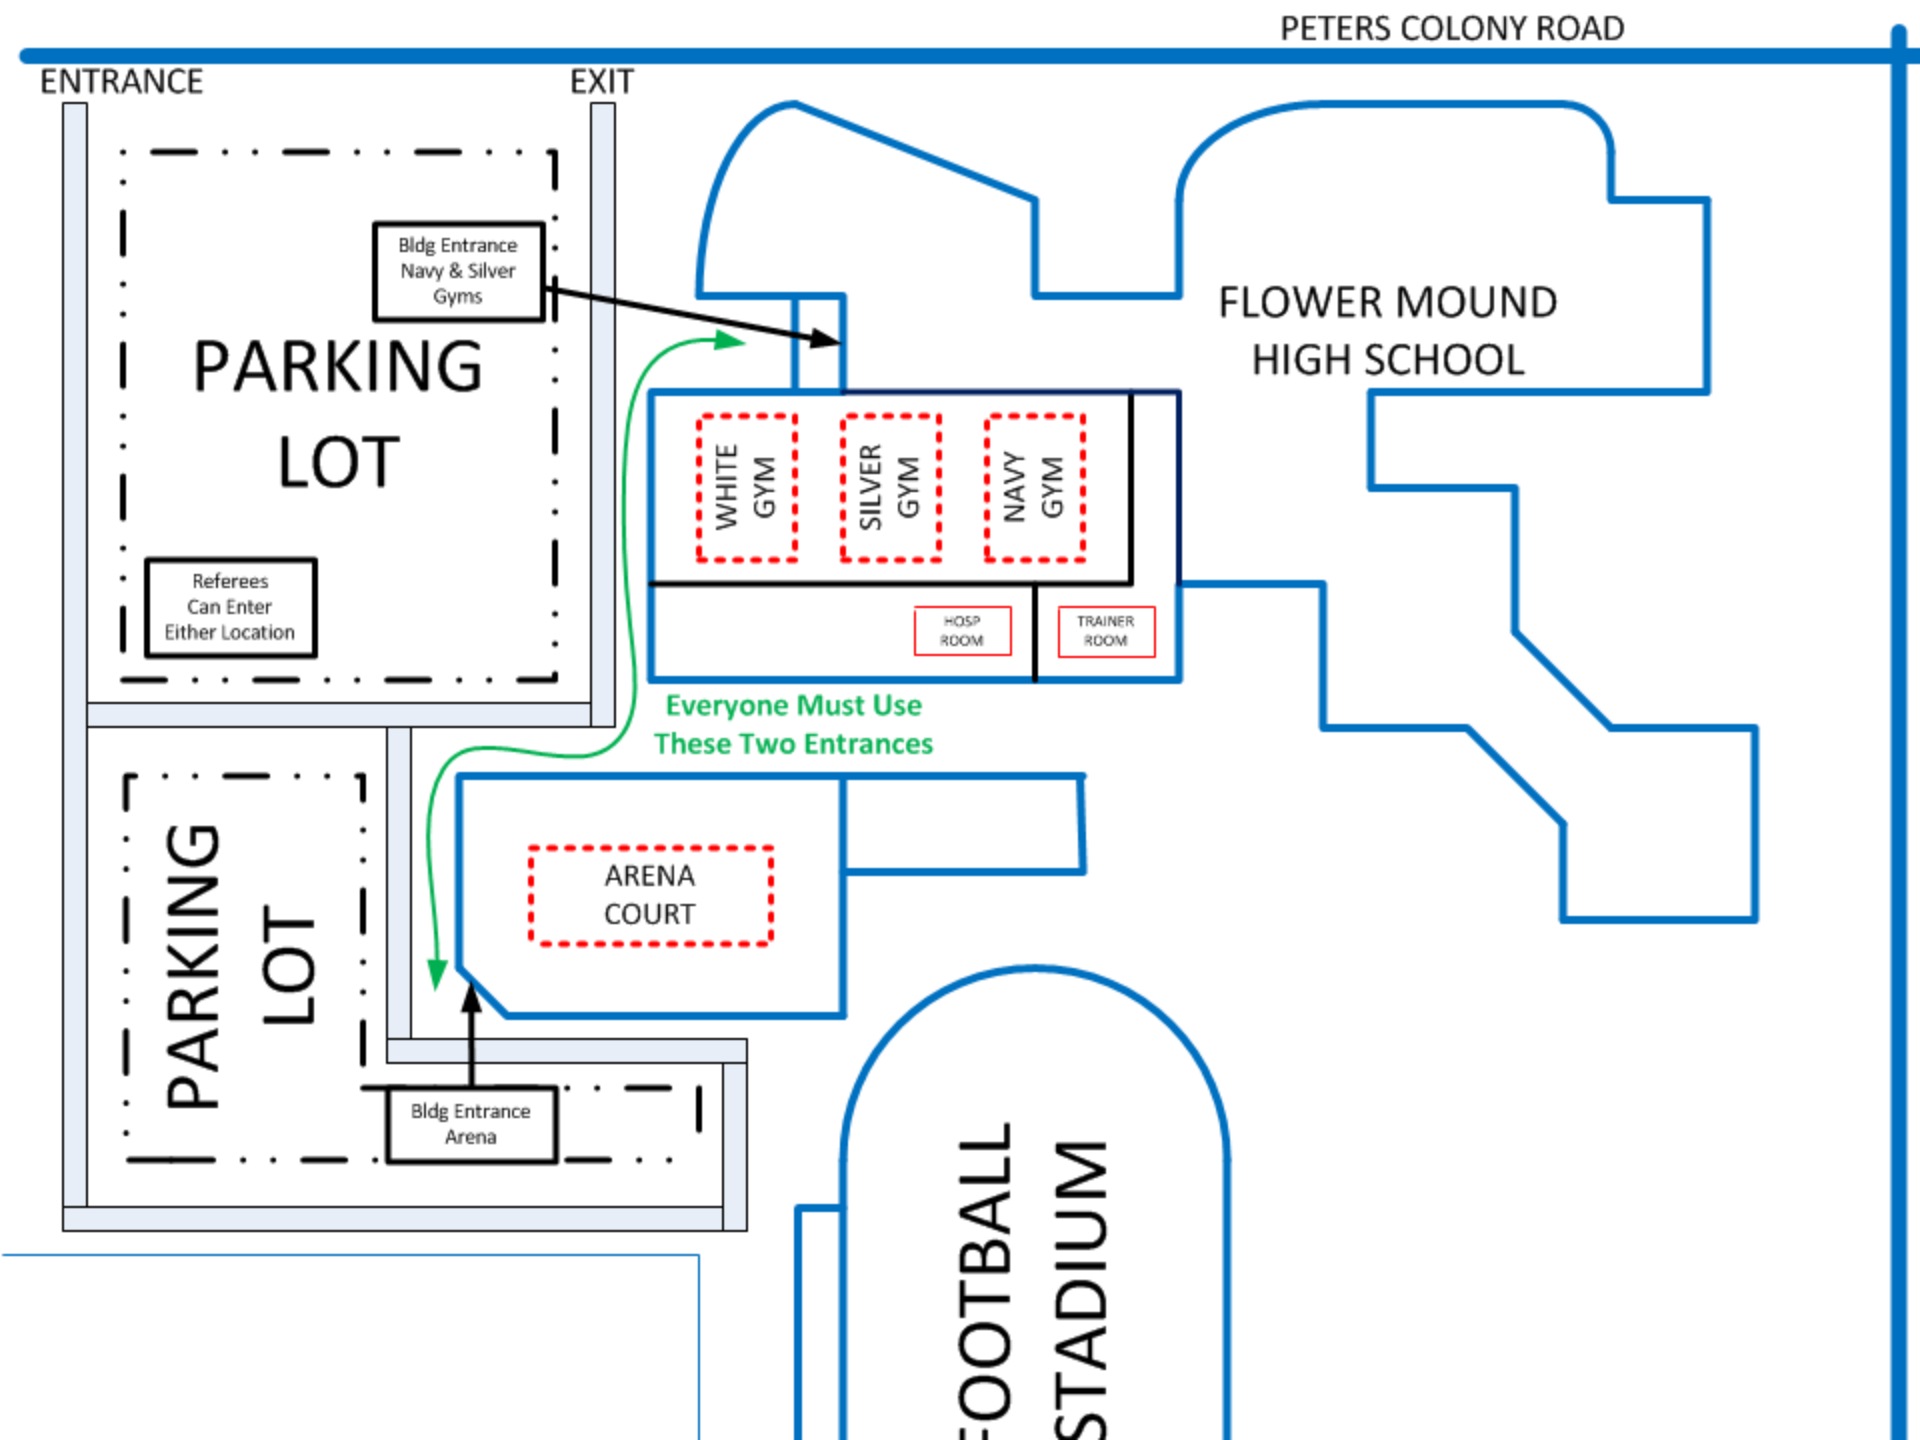 PETERS COLONY ROAD
ENTRANCE
EXIT
Bldg Entrance
Navy & Silver
Gyms
PARKING
LOT
FLOWER MOUND
HIGH SCHOOL
WHITE
GYM
SILVER
GYM
NAVY
GYM
Referees
Can Enter
Either Location
HOSP
ROOM
TRAINER
ROOM
Everyone Must Use
These Two Entrances
PARKING
LOT
ARENA
COURT
Bldg Entrance
Arena
FOOTBALL
STADIUM